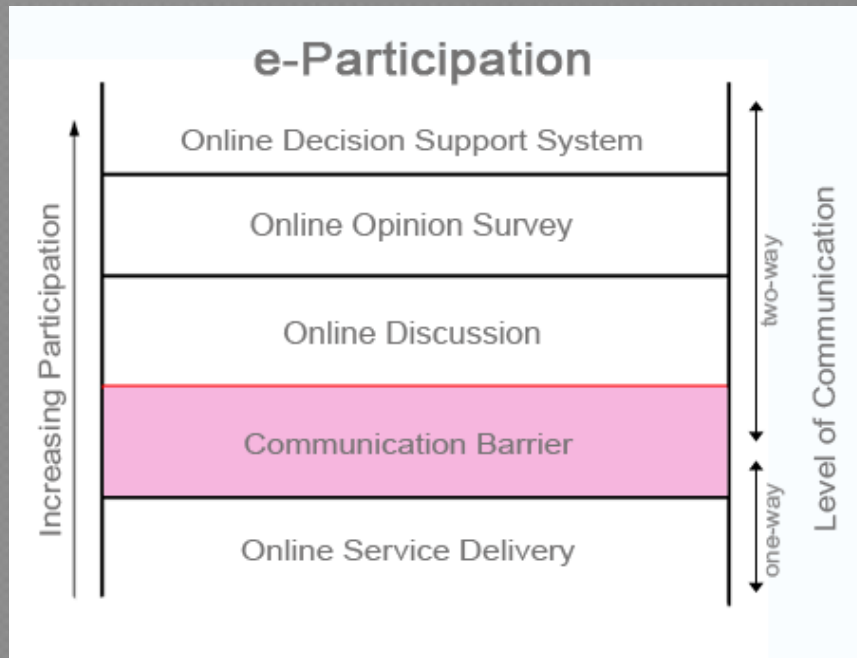 e-Participation
Online Decision Support System
Online Opinion Survey
Online Discussion
Communication Barrier
Online Service Delivery
Increasing Participation
two-way
one-way
Level of Communication